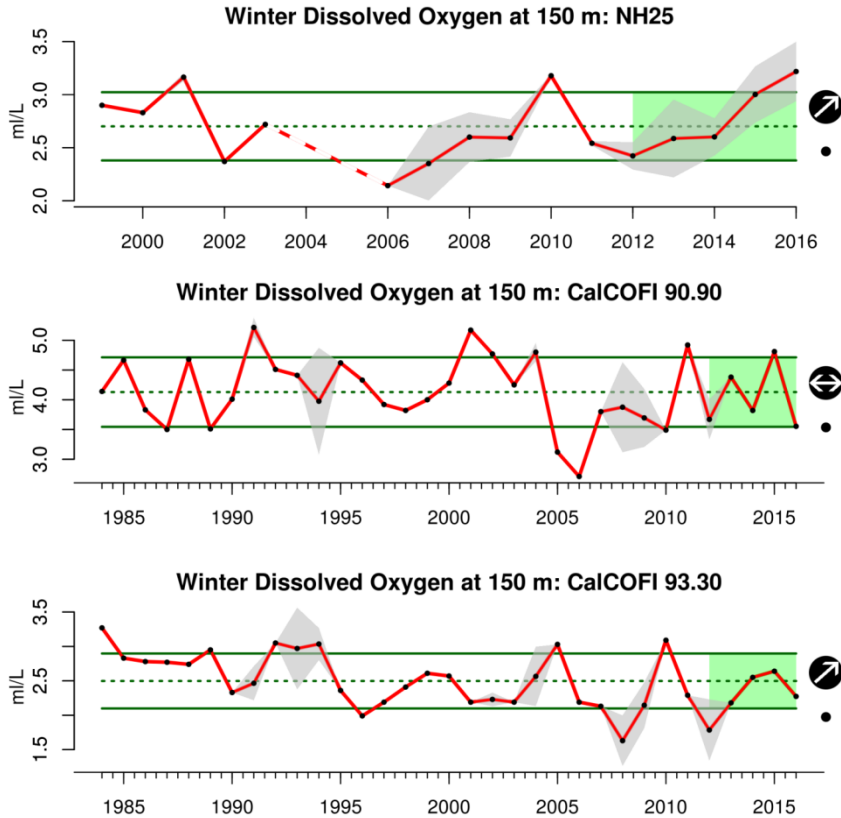 Winter Dissolved Oxygen at 150 m: NH25
ml/L
3.5
3.0
2.5
2.0
2000 2002 2004 2006 2008 2010 2012 2014 2016
Winter Dissolved Oxygen at 150 m: CalCOFI 90.90
ml/L
5.0
4.0
3.0
1985 1990 1995 2000 2005 2010 2015
Winter Dissolved Oxygen at 150 m: CalCOFI 93.30
ml/L
3.5
2.5
1.5
1985 1990 1995 2000 2005 2010 2015